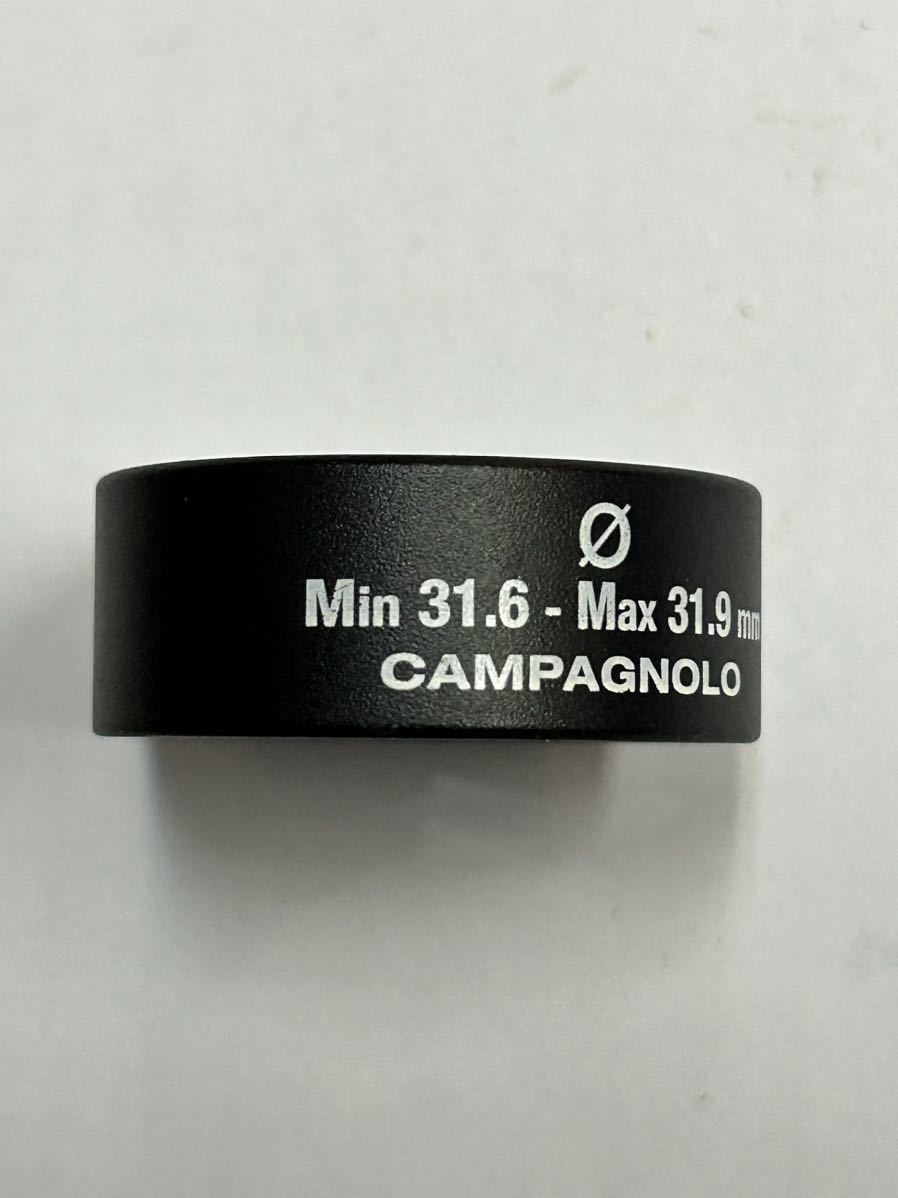 Ø
Min 31.6 - Max 31.9 mm
CAMPAGNOLO